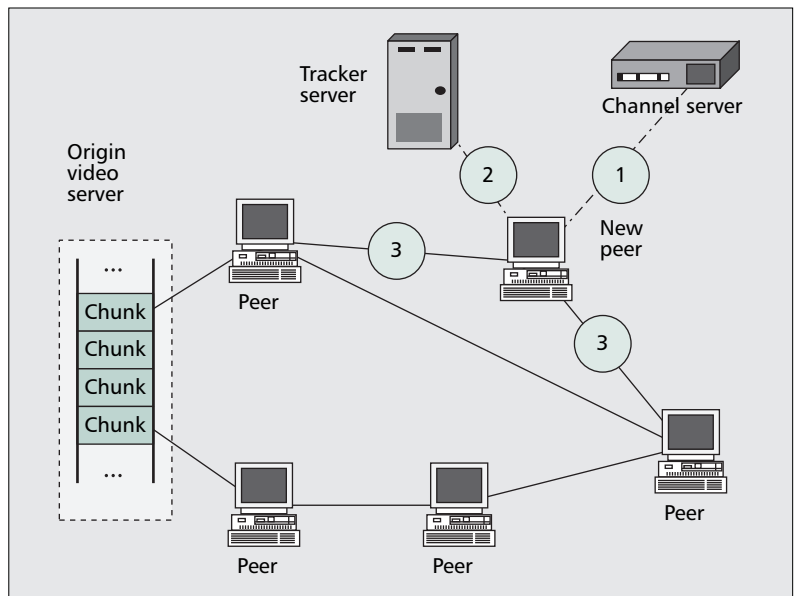 Tracker
server
Channel server
Origin
video
server
2
1
New
peer
3
Peer
...
Chunk
Chunk
Chunk
Chunk
...
3
Peer
Peer
Peer